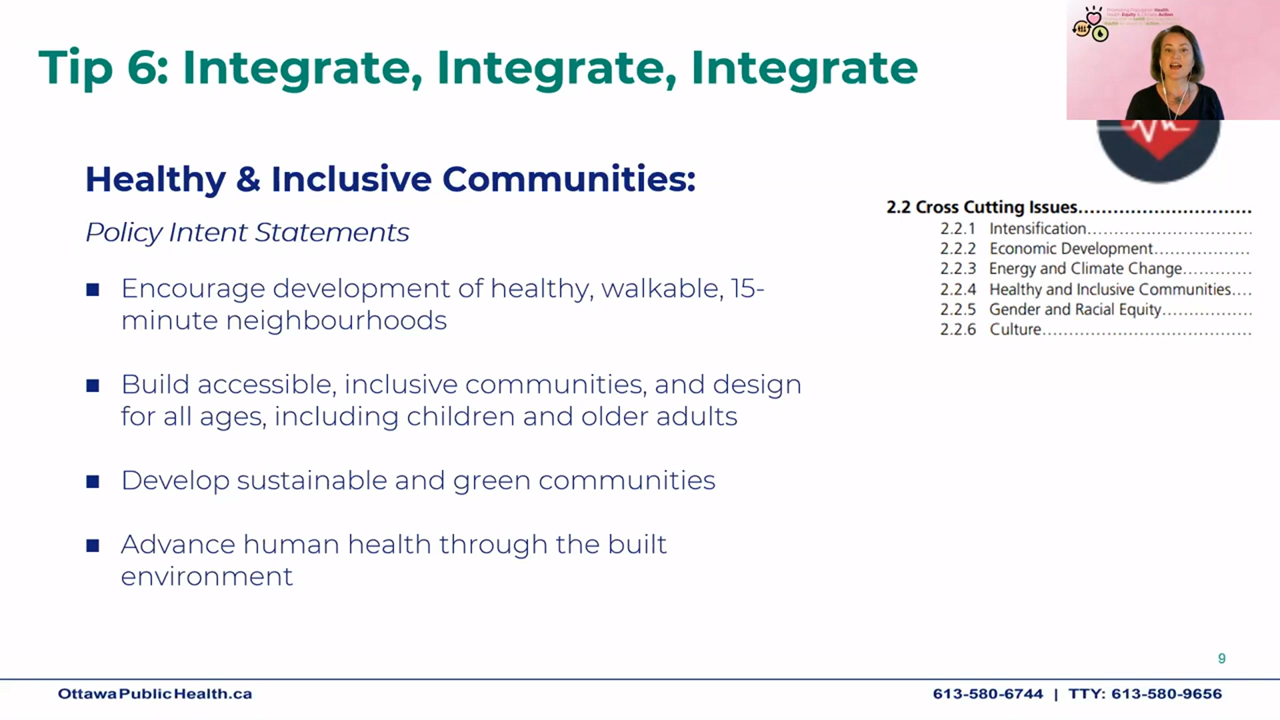 Tip 6: Integrate, Integrate, Integrate
Healthy & Inclusive Communities:
Policy Intent Statements
■ Encourage development of healthy, walkable, 15-
minute neighbourhoods
■ Build accessible, inclusive communities, and design
for all ages, including children and older adults
■ Develop sustainable and green communities
■ Advance human health through the built
environment
2.2 Cross Cutting Issues..............................
2.2.1 Intensification..............................
2.2.2 Economic Development.................
2.2.3 Energy and Climate Change............
2.2.4 Healthy and Inclusive Communities....
2.2.5 Gender and Racial Equity................
2.2.6 Culture.....................................
9
OttawaPublicHealth.ca
613-580-6744 | TTY: 613-580-9656